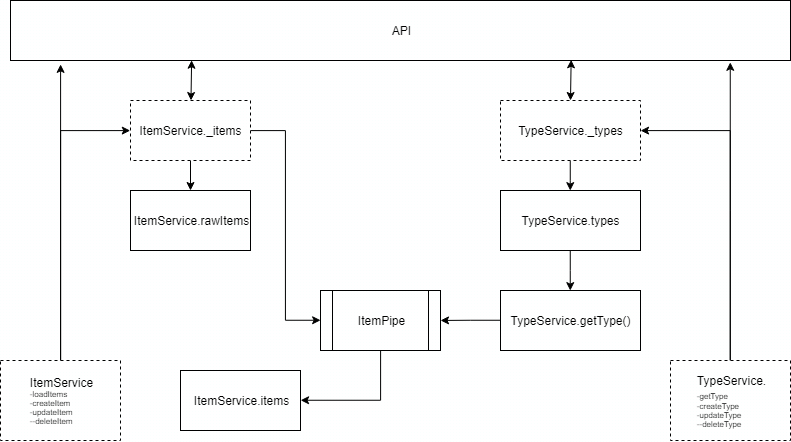 API
ItemService._items
TypeService._types
ItemService.rawItems
TypeService.types
ItemPipe
TypeService.getType()
ItemService.items
ItemService
-loadItems
-createItem
-updateItem
--deleteItem
TypeService.
-getType
-createType
-updateType
--deleteType